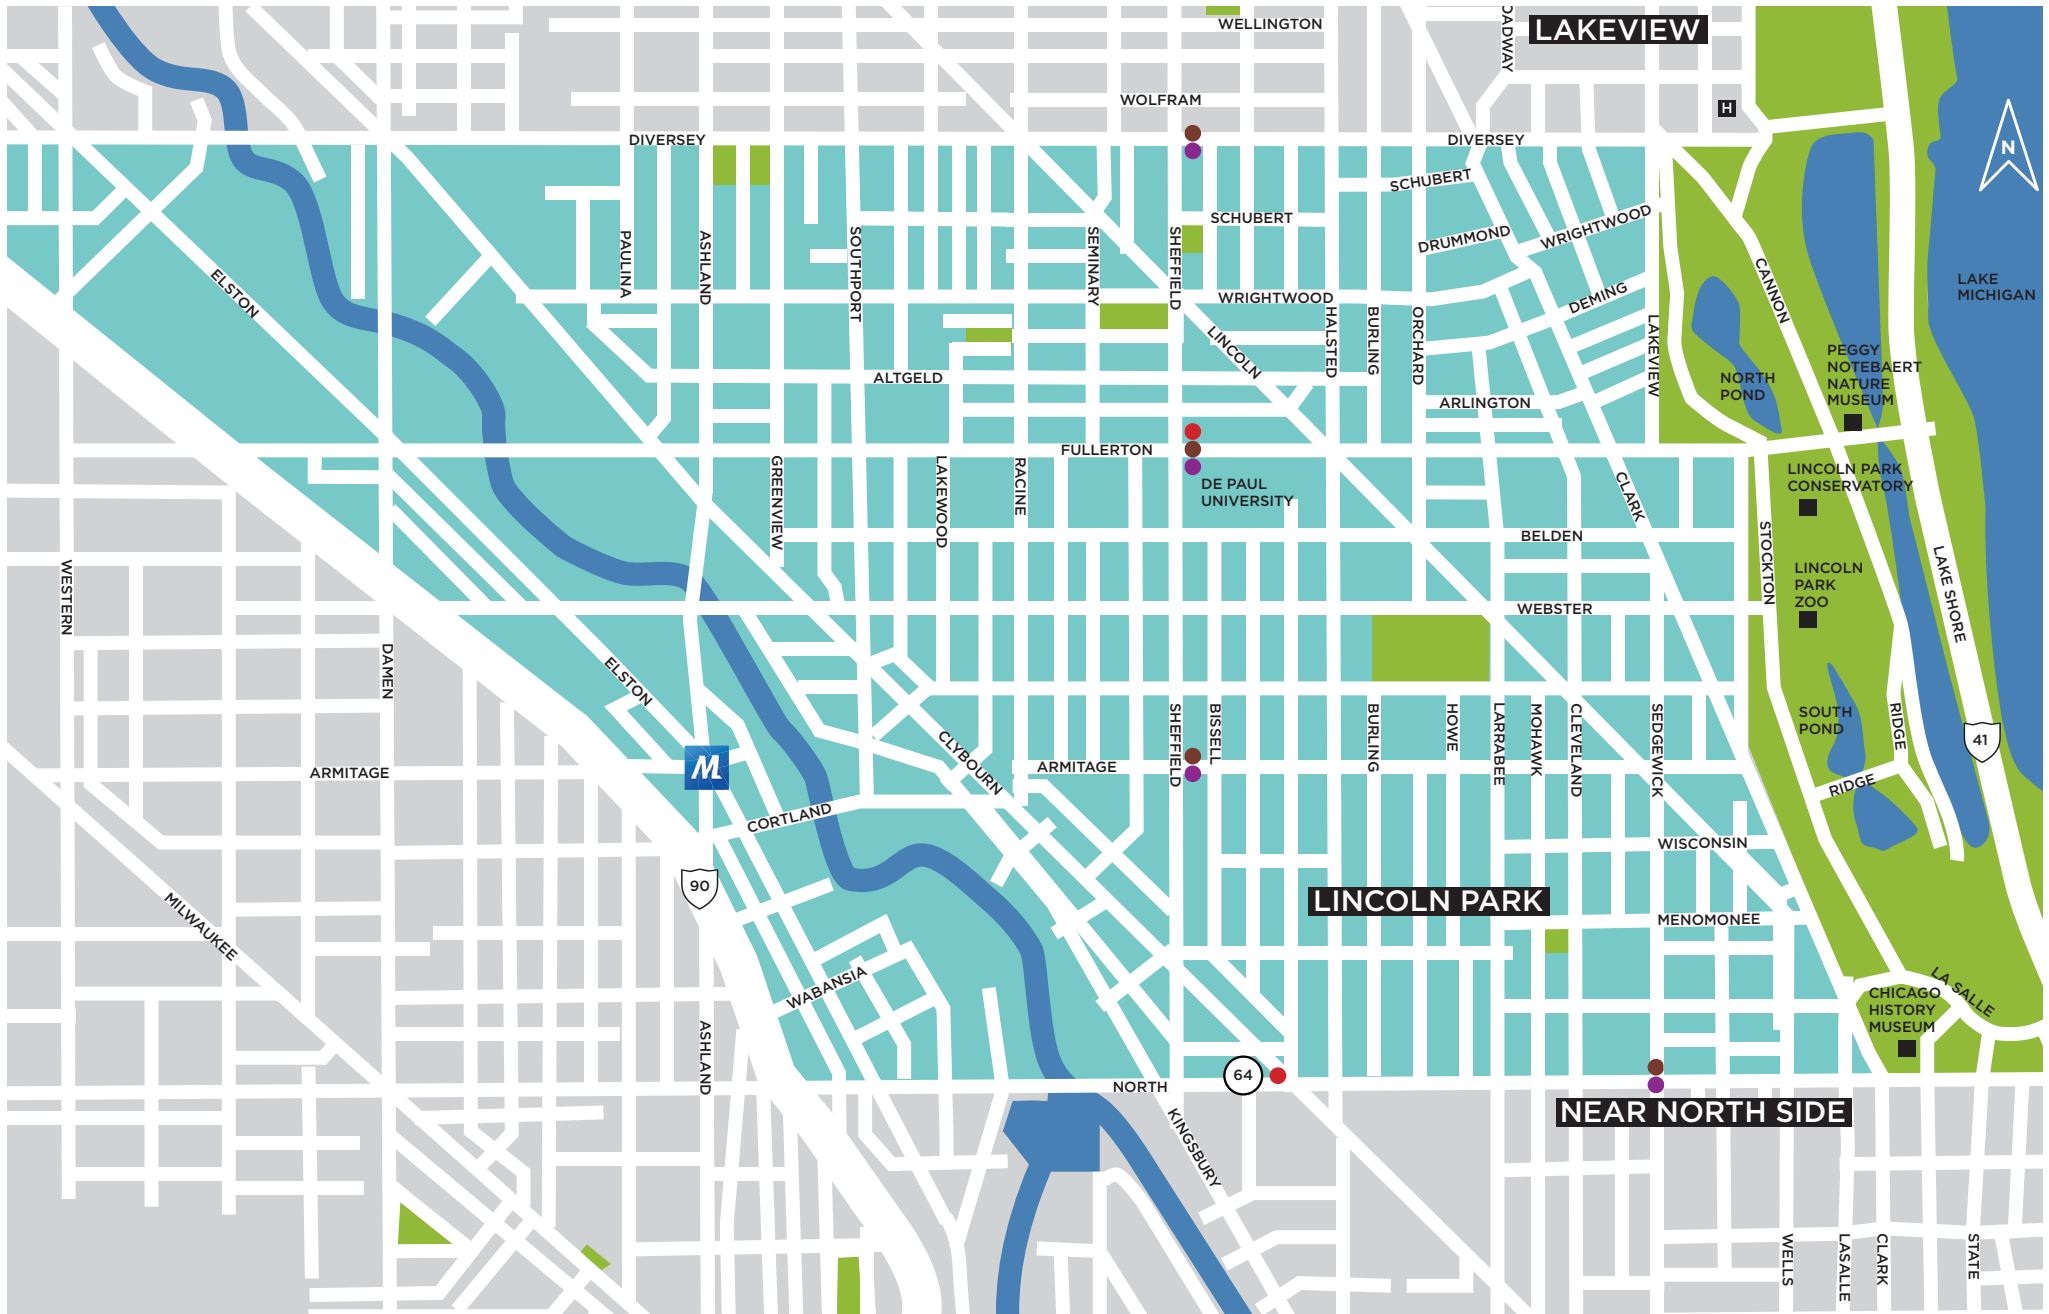 WELLINGTON
OADWAY
LAKEVIEW
WOLFRAM
H
DIVERSEY
DIVERSEY
N
SCHUBERT
SCHUBERT
DRUMMOND
WRIGHTWOOD
PAULINA
ASHLAND
SOUTHPORT
SEMINARY
SHEFFIELD
ELSTON
CANNON
LAKE
MICHIGAN
WRIGHTWOOD
DEMING
LINCOLN
HALSTED
BURLING
ORCHARD
LAKEVIEW
PEGGY
NOTEBAERT
NATURE
MUSEUM
NORTH
POND
ALTGELD
ARLINGTON
FULLERTON
GREENVIEW
LAKEWOOD
RACINE
DE PAUL
UNIVERSITY
CLARK
LINCOLN PARK
CONSERVATORY
BELDEN
STOCKTON
LAKE SHORE
WESTERN
LINCOLN
PARK
ZOO
WEBSTER
DAMEN
ELSTON
SHEFFIELD
BISSELL
BURLING
HOWE
LARRABEE
MOHAWK
CLEVELAND
SEDGEWICK
SOUTH
POND
RIDGE
41
CLYBOURN
ARMITAGE
M
ARMITAGE
RIDGE
CORTLAND
WISCONSIN
90
LINCOLN PARK
MILWAUKEE
MENOMONEE
WABANSIA
LA SALLE
CHICAGO
HISTORY
MUSEUM
ASHLAND
64
NORTH
NEAR NORTH SIDE
KINGSBURY
WELLS
LASALLE
CLARK
STATE